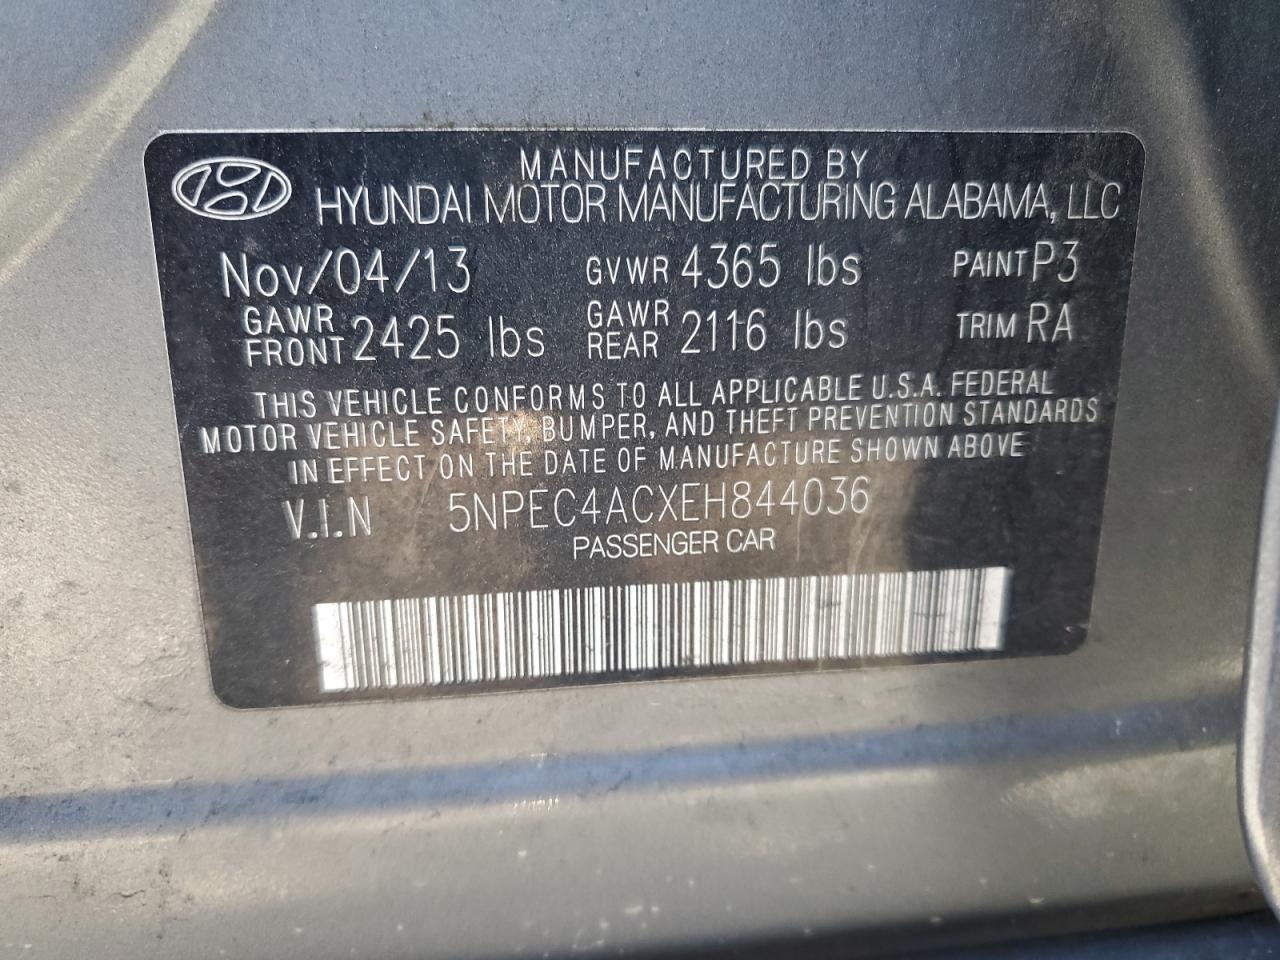 MANUFACTURED BY
HYUNDAI MOTOR MANUFACTURING ALABAMA, LLC
Nov/04/13 GVWR 4365 lbs PAINT P3
GAWR FRONT 2425 lbs GAWR REAR 2116 lbs TRIM RA
THIS VEHICLE CONFORMS TO ALL APPLICABLE U.S.A. FEDERAL
MOTOR VEHICLE SAFETY, BUMPER, AND THEFT PREVENTION STANDARDS
IN EFFECT ON THE DATE OF MANUFACTURE SHOWN ABOVE
V.I.N 5NPEC4ACXEH844036
PASSENGER CAR